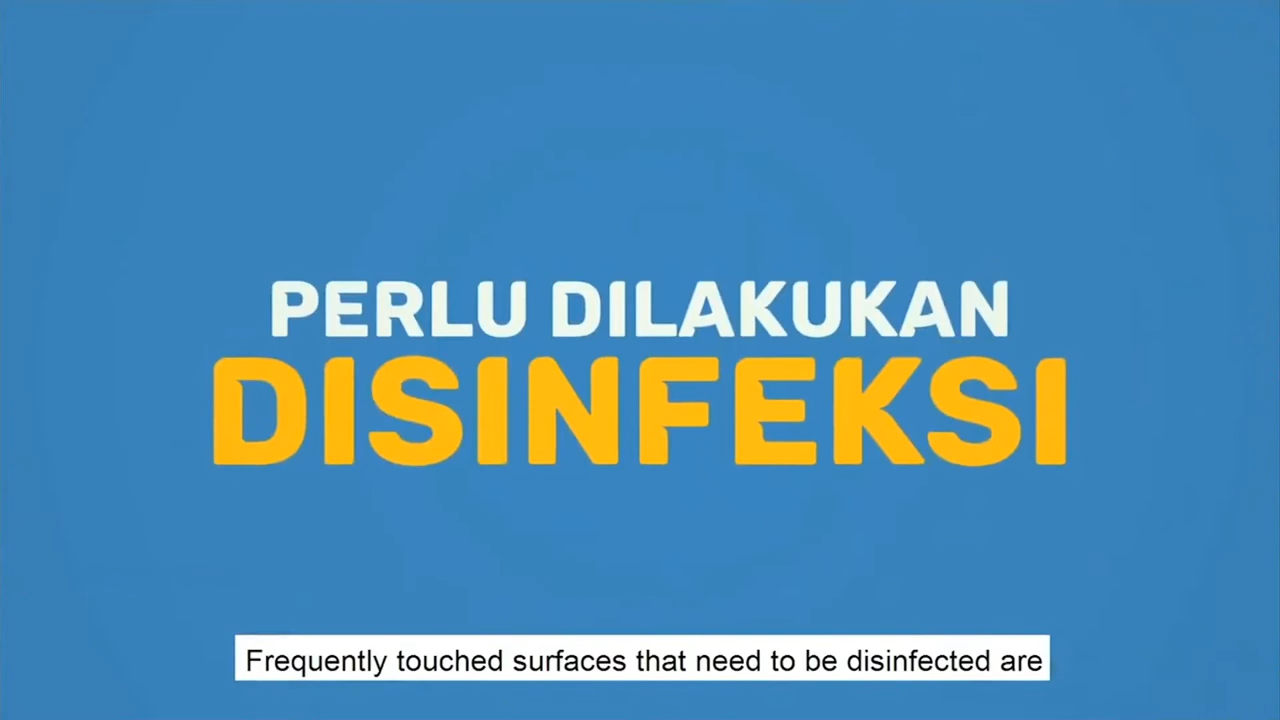 PERLU DILAKUKAN
DISINFEKSI
Frequently touched surfaces that need to be disinfected are